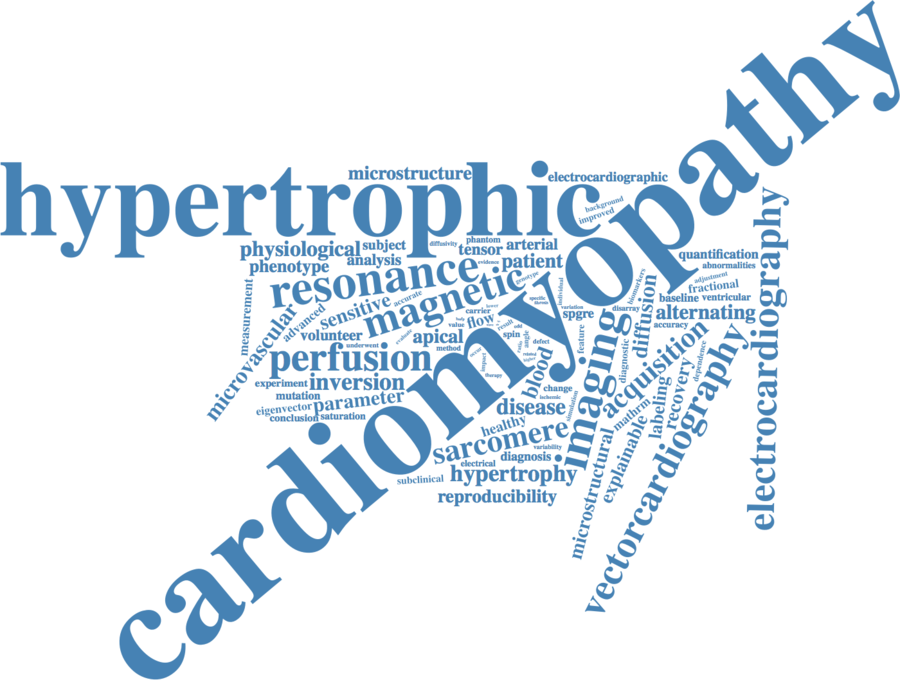 hypertrophic
cardiomyopathy
microstructure
electrocardiographic
background
improved
physiological
subject
diffusivity
phantom
tensor
arterial
phenotype
analysis
evidence
patient
quantification
abnormalities
resonance
magnetic
genotype
individual
biomarkers
adjustment
fractional
measurement
microvascular
advanced
sensitive
accurate
carrier
lower
specific
variation
spgre
disarray
diffusion
baseline
ventricular
alternating
accuracy
electrocardiography
volunteer
underwent
evaluate
apical
method
body
value
flow
result
spin
angle
defect
feature
imaging
diagnostic
acquisition
dependence
perfusion
experiment
inversion
mutation
eigenvector
parameter
conclusion
saturation
impact
therapy
related
higher
blood
change
ischaemic
simulation
disease
healthy
sarcomere
variability
electrical
diagnosis
subclinical
hypertrophy
reproducibility
microstructural
explainable
mathrm
labeling
recovery
vectorcardiography